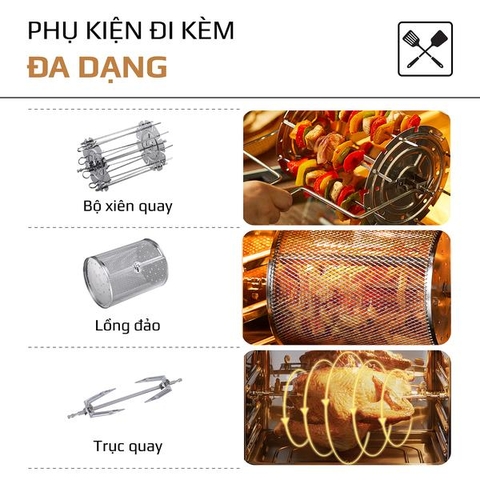 PHỤ KIỆN ĐI KÈM
ĐA DẠNG
Bộ xiên quay
Lồng đảo
Trục quay